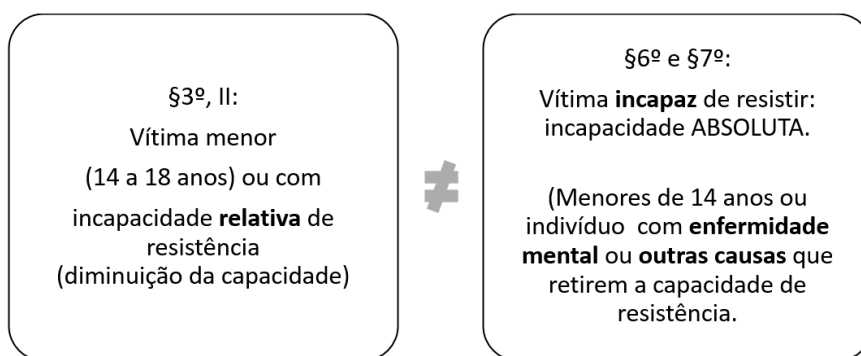 §3º, II:
Vítima menor
(14 a 18 anos) ou com
incapacidade relativa de
resistência
(diminuição da capacidade)
≠
§6º e §7º:
Vítima incapaz de resistir:
incapacidade ABSOLUTA.
(Menores de 14 anos ou
indivíduo com enfermidade
mental ou outras causas que
retirem a capacidade de
resistência.